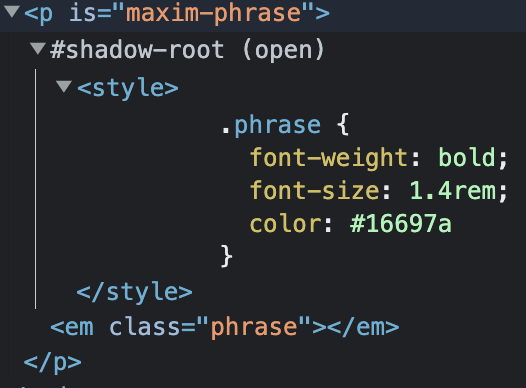 ▼<p is="maxim-phrase">
▼#shadow-root (open)
▼<style>
.phrase {
font-weight: bold;
font-size: 1.4rem;
color: #16697a
}
</style>
<em class="phrase"></em>
</p>